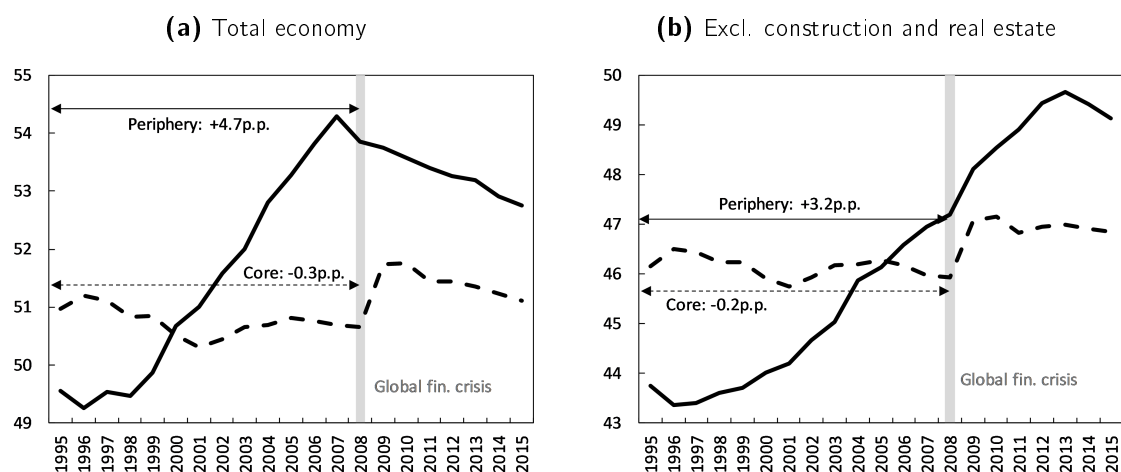 (a) Total economy
55
54
53
52
51
50
49
Periphery: +4.7p.p.
Core: -0.3p.p.
Global fin. crisis
1995 1996 1997 1998 1999 2000 2001 2002 2003 2004 2005 2006 2007 2008 2009 2010 2011 2012 2013 2014 2015
(b) Excl. construction and real estate
50
49
48
47
46
45
44
43
Periphery: +3.2p.p.
Core: -0.2p.p.
Global fin. crisis
1995 1996 1997 1998 1999 2000 2001 2002 2003 2004 2005 2006 2007 2008 2009 2010 2011 2012 2013 2014 2015